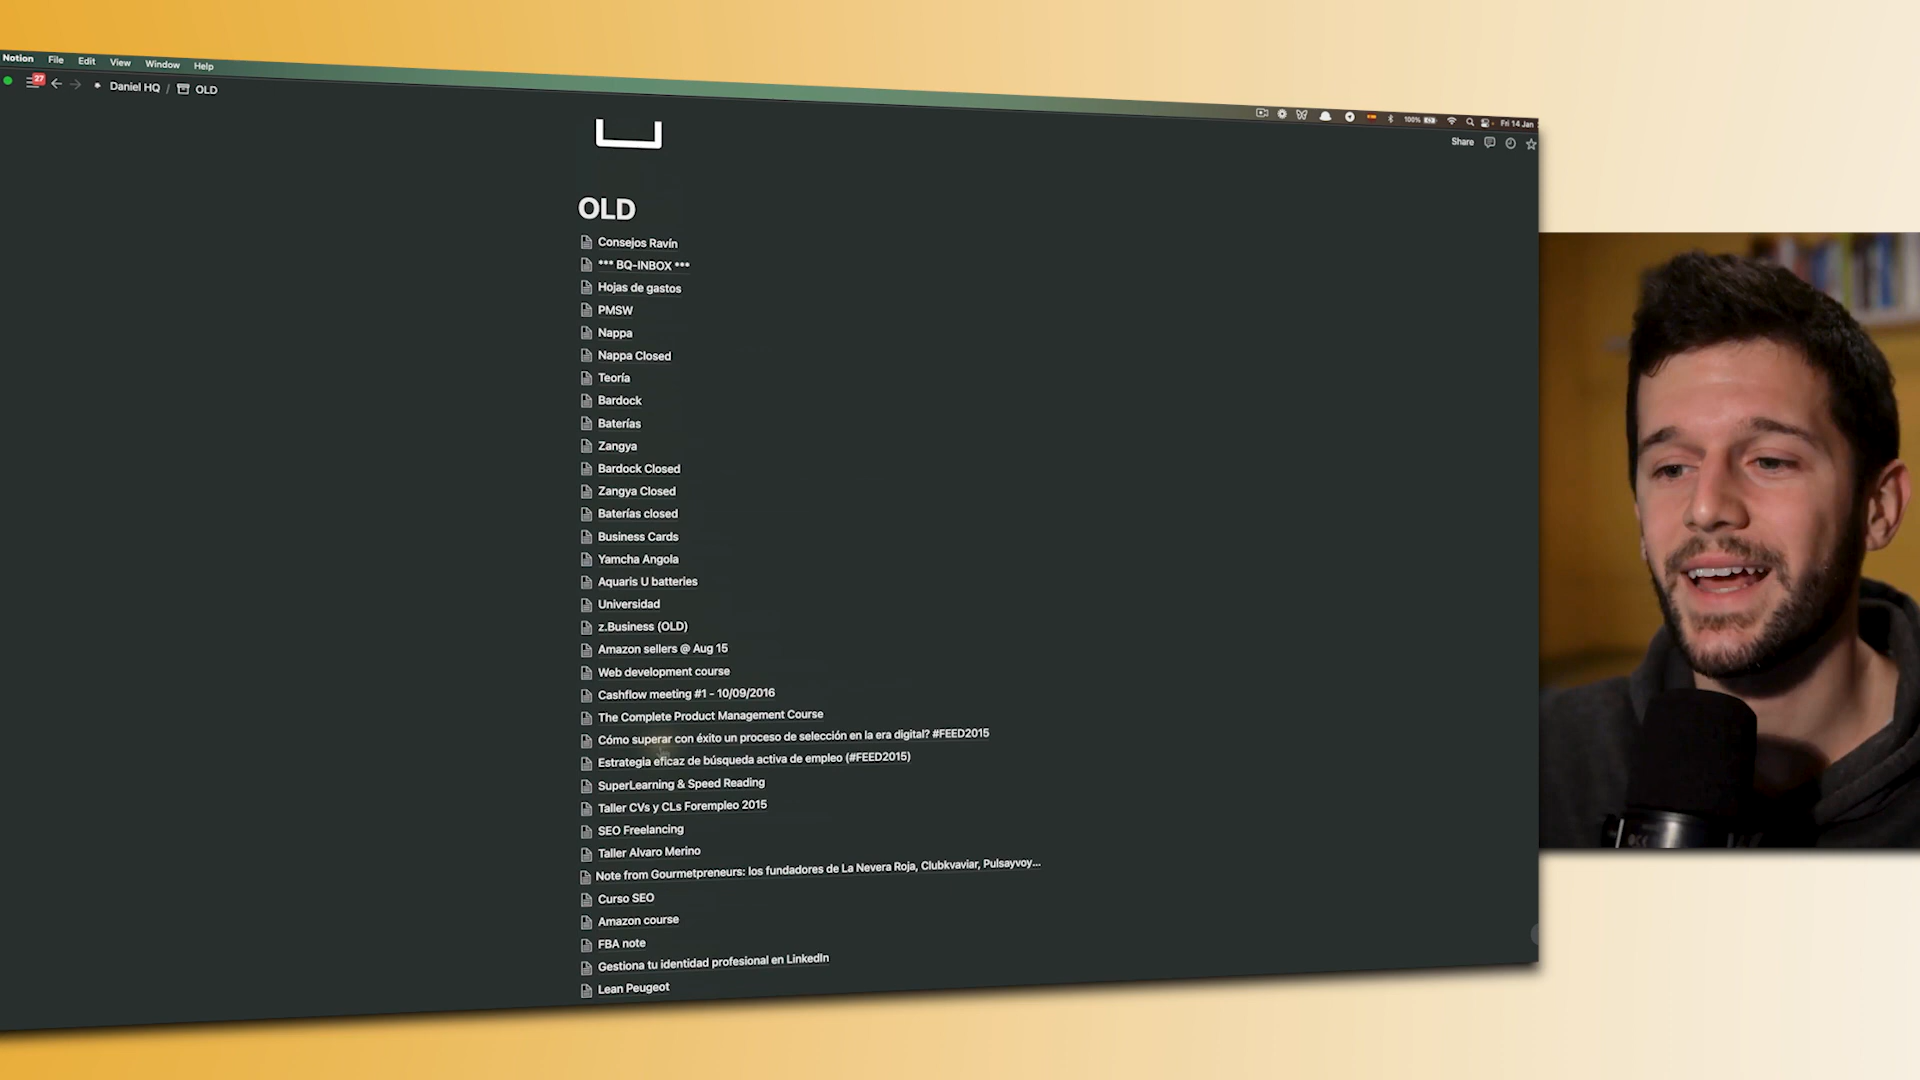 Notion File Edit View Window Help
27 Daniel HQ / OLD
100% Fri 14 Jan
Share
OLD
Consejos Ravín
*** BQ-INBOX ***
Hojas de gastos
PMSW
Nappa
Nappa Closed
Teoría
Bardock
Baterías
Zangya
Bardock Closed
Zangya Closed
Baterías closed
Business Cards
Yamcha Angola
Aquaris U batteries
Universidad
z.Business (OLD)
Amazon sellers @ Aug 15
Web development course
Cashflow meeting #1 - 10/09/2016
The Complete Product Management Course
Cómo superar con éxito un proceso de selección en la era digital? #FEED2015
Estrategia eficaz de búsqueda activa de empleo (#FEED2015)
SuperLearning & Speed Reading
Taller CVs y CLs Forempleo 2015
SEO Freelancing
Taller Alvaro Merino
Note from Gourmetpreneurs: los fundadores de La Nevera Roja, Clubkvaviar, Pulsayvoy...
Curso SEO
Amazon course
FBA note
Gestiona tu identidad profesional en LinkedIn
Lean Peugeot